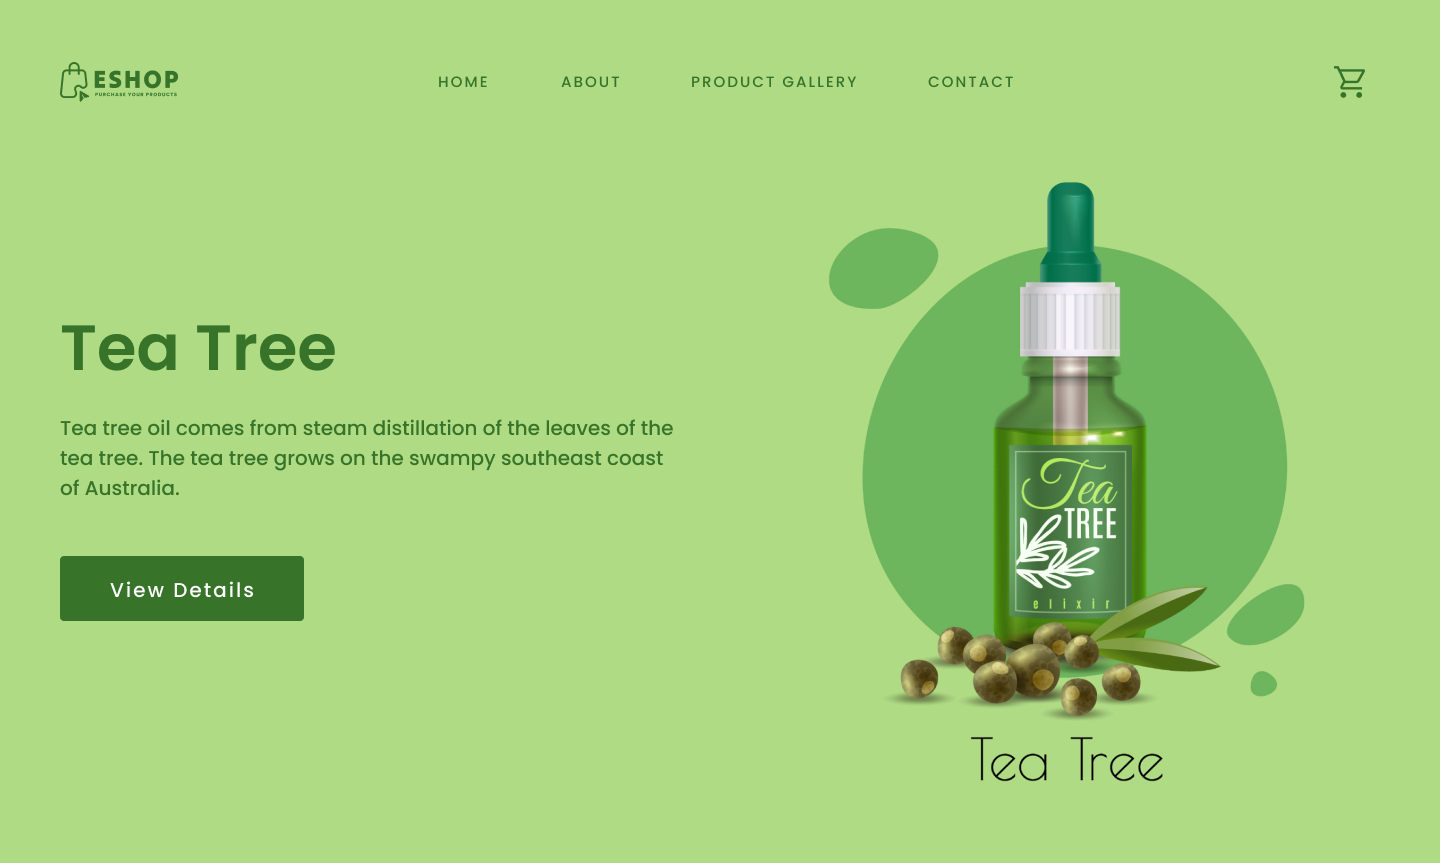 ESHOP
PURCHASE YOUR PRODUCTS
HOME
ABOUT
PRODUCT GALLERY
CONTACT
Tea Tree
Tea tree oil comes from steam distillation of the leaves of the
tea tree. The tea tree grows on the swampy southeast coast
of Australia.
View Details
Tea
TREE
elixir
Tea Tree